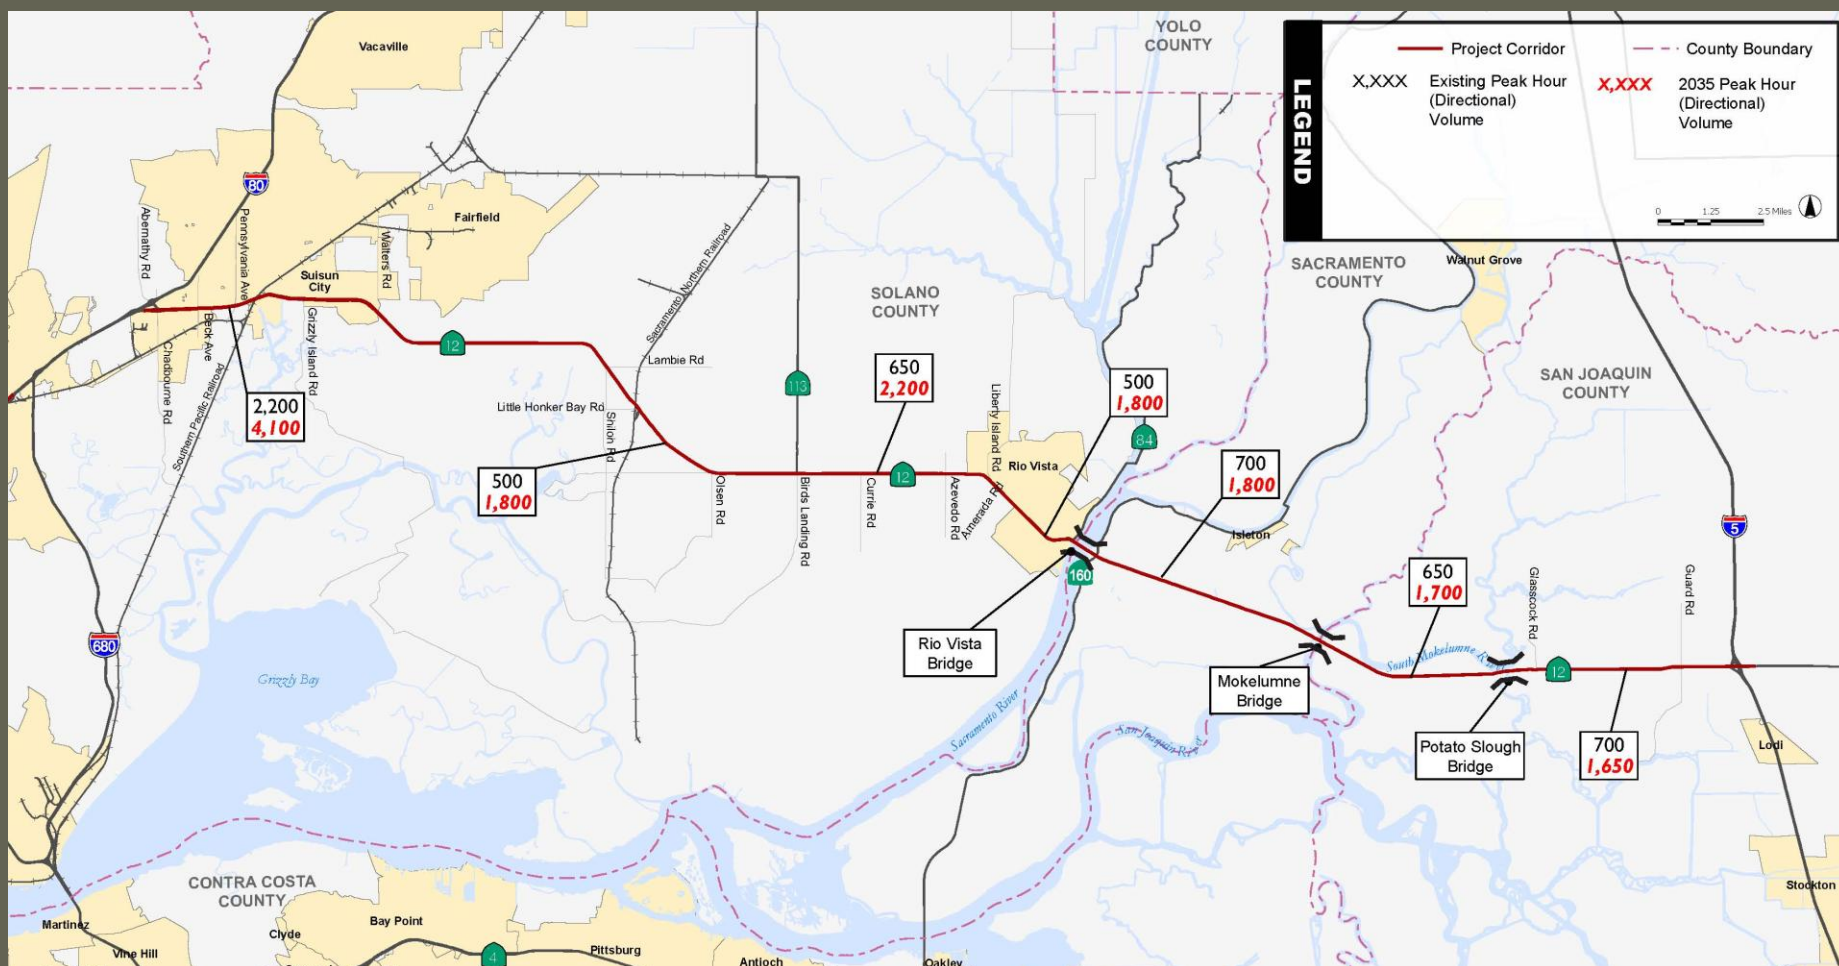 Vacaville
YOLO
COUNTY
LEGEND
Project Corridor
County Boundary
X,XXX
Existing Peak Hour
(Directional)
Volume
X,XXX
2035 Peak Hour
(Directional)
Volume
0 1.25 2.5 Miles
80
Abernathy Rd
Pennsylvania Ave
Walters Rd
Fairfield
Suisun
City
Sacramento Northern Railroad
SACRAMENTO
COUNTY
Walnut Grove
SOLANO
COUNTY
Beck Ave
Grizzly Island Rd
Chadbourne Rd
Southern Pacific Railroad
12
Lambie Rd
113
650
2,200
500
1,800
SAN JOAQUIN
COUNTY
2,200
4,100
Little Honker Bay Rd
Shiloh Rd
Liberty Island Rd
84
Rio Vista
700
1,800
500
1,800
12
Olsen Rd
Birds Landing Rd
Currie Rd
Azevedo Rd
Amerada Rd
Isleton
5
160
650
1,700
Glasscock Rd
Guard Rd
680
Rio Vista
Bridge
Grizzly Bay
South Mokelumne River
12
Mokelumne
Bridge
Sacramento River
San Joaquin River
Potato Slough
Bridge
700
1,650
Lodi
CONTRA COSTA
COUNTY
Stockton
Martinez
Vine Hill
Clyde
Bay Point
4
Pittsburg
Antioch
Oakley